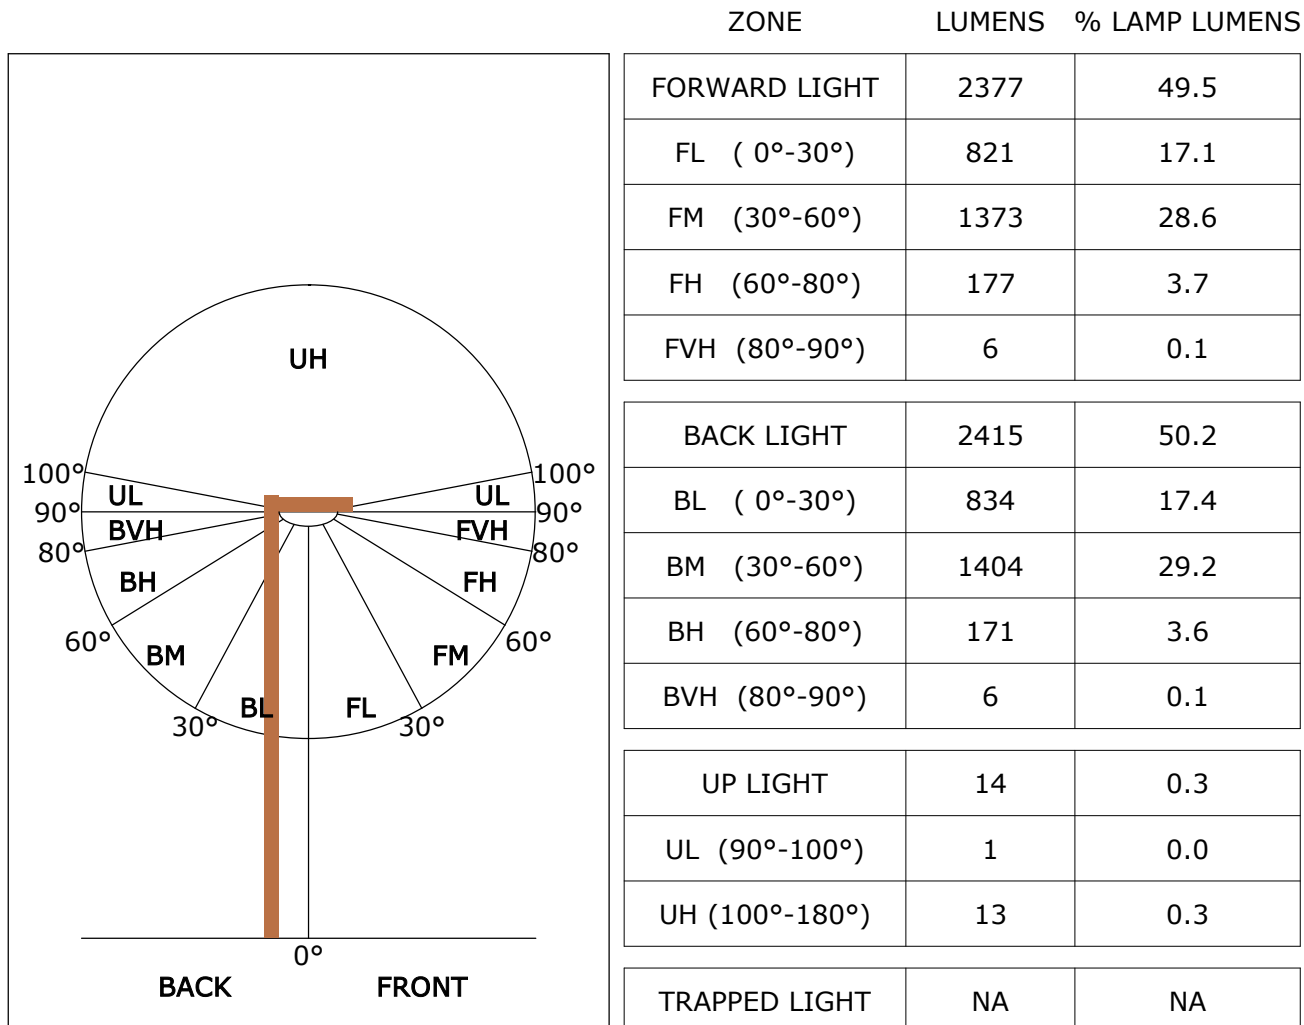 ZONE LUMENS % LAMP LUMENS
FORWARD LIGHT 2377 49.5
FL ( 0°-30°) 821 17.1
FM (30°-60°) 1373 28.6
FH (60°-80°) 177 3.7
FVH (80°-90°) 6 0.1
BACK LIGHT 2415 50.2
BL ( 0°-30°) 834 17.4
BM (30°-60°) 1404 29.2
BH (60°-80°) 171 3.6
BVH (80°-90°) 6 0.1
UP LIGHT 14 0.3
UL (90°-100°) 1 0.0
UH (100°-180°) 13 0.3
TRAPPED LIGHT NA NA
UH
100° 100°
UL UL
90° 90°
BVH FVH
80° 80°
BH FH
60° 60°
BM FM
BL FL
30° 30°
0°
BACK FRONT